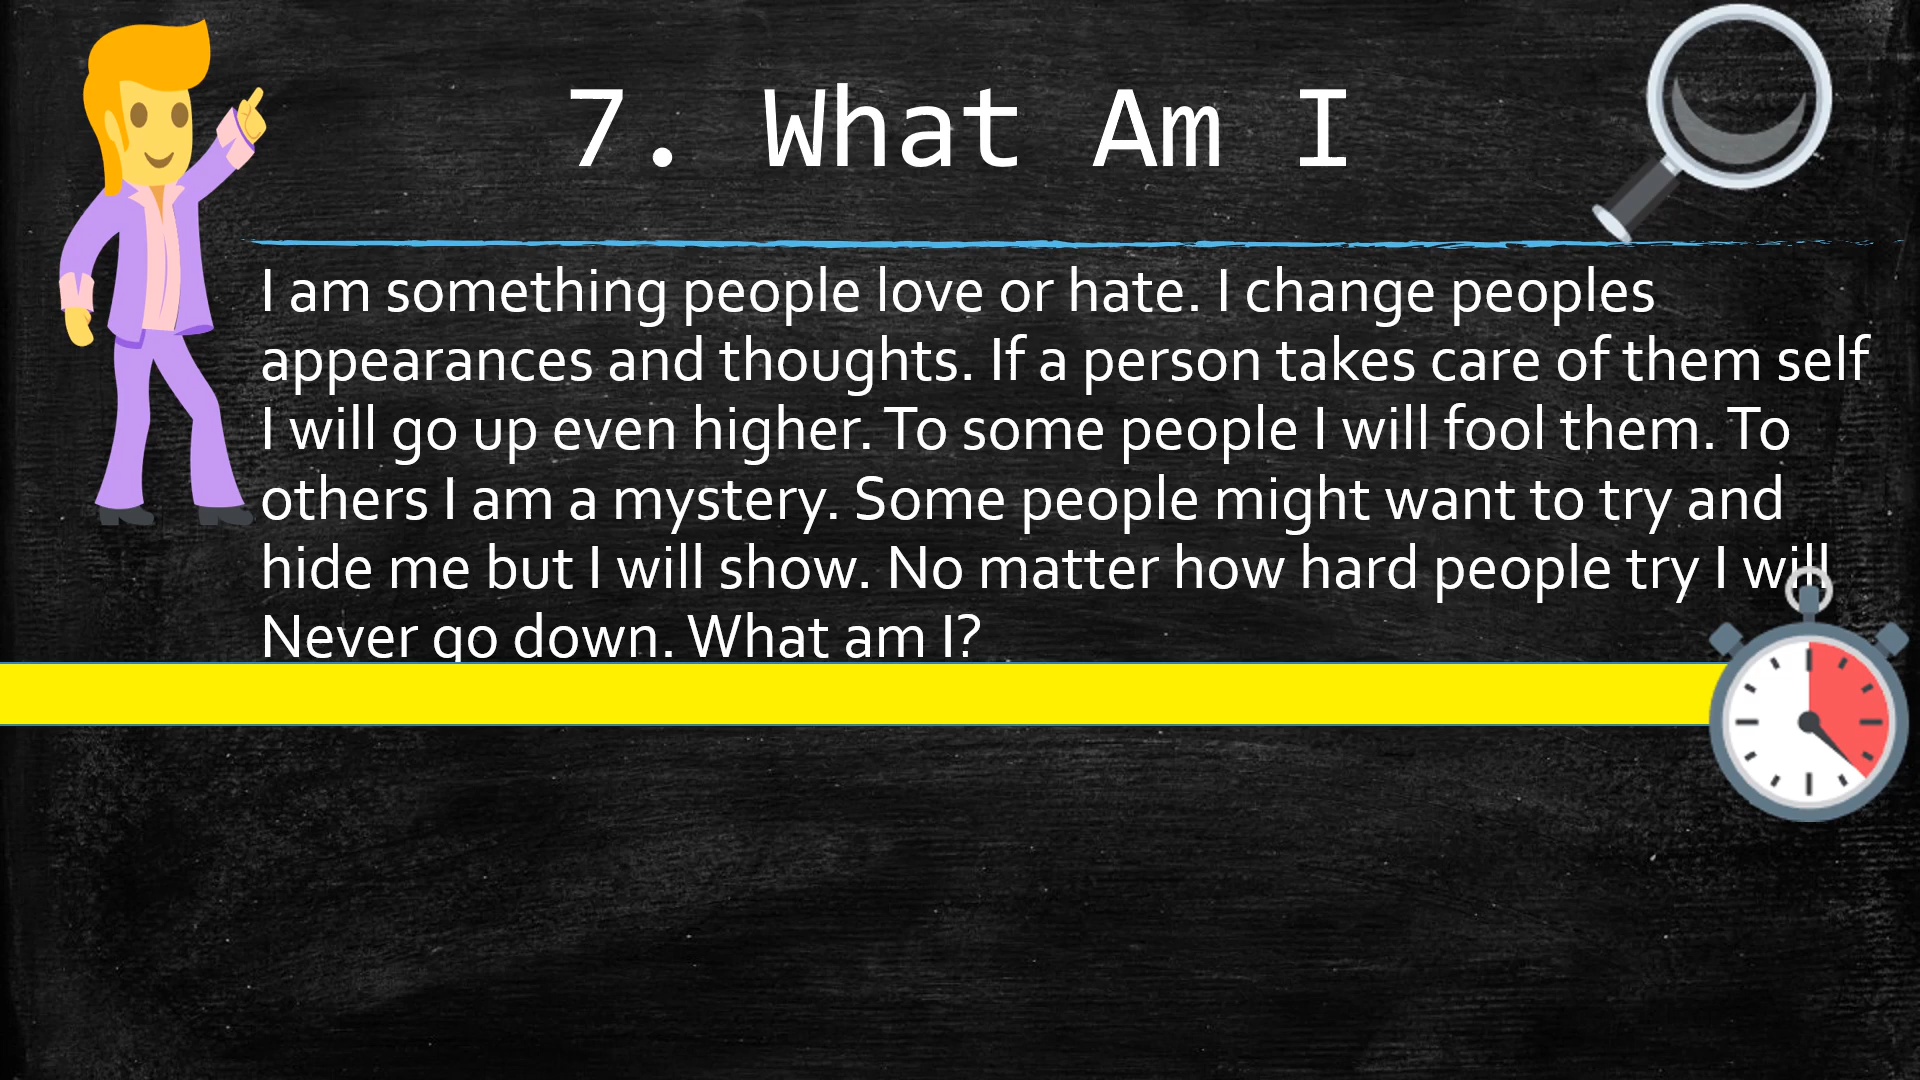 7. What Am I
I am something people love or hate. I change peoples
appearances and thoughts. If a person takes care of them self
I will go up even higher. To some people I will fool them. To
others I am a mystery. Some people might want to try and
hide me but I will show. No matter how hard people try I will
Never go down. What am I?